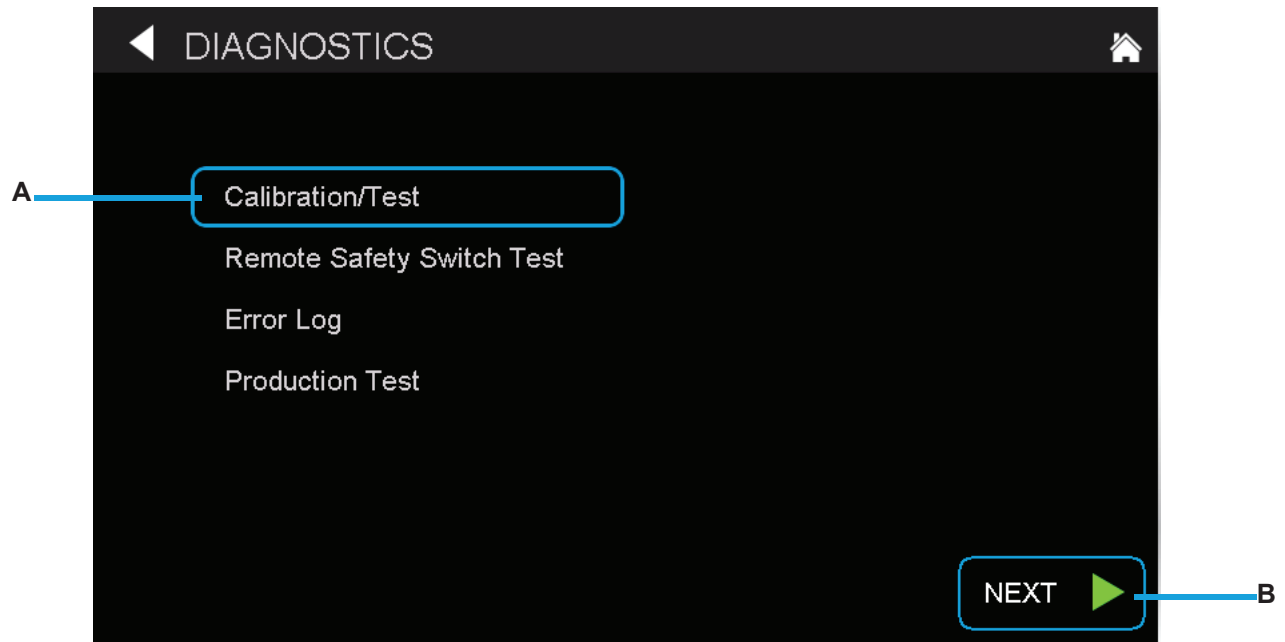 DIAGNOSTICS
A
Calibration/Test
Remote Safety Switch Test
Error Log
Production Test
NEXT
B